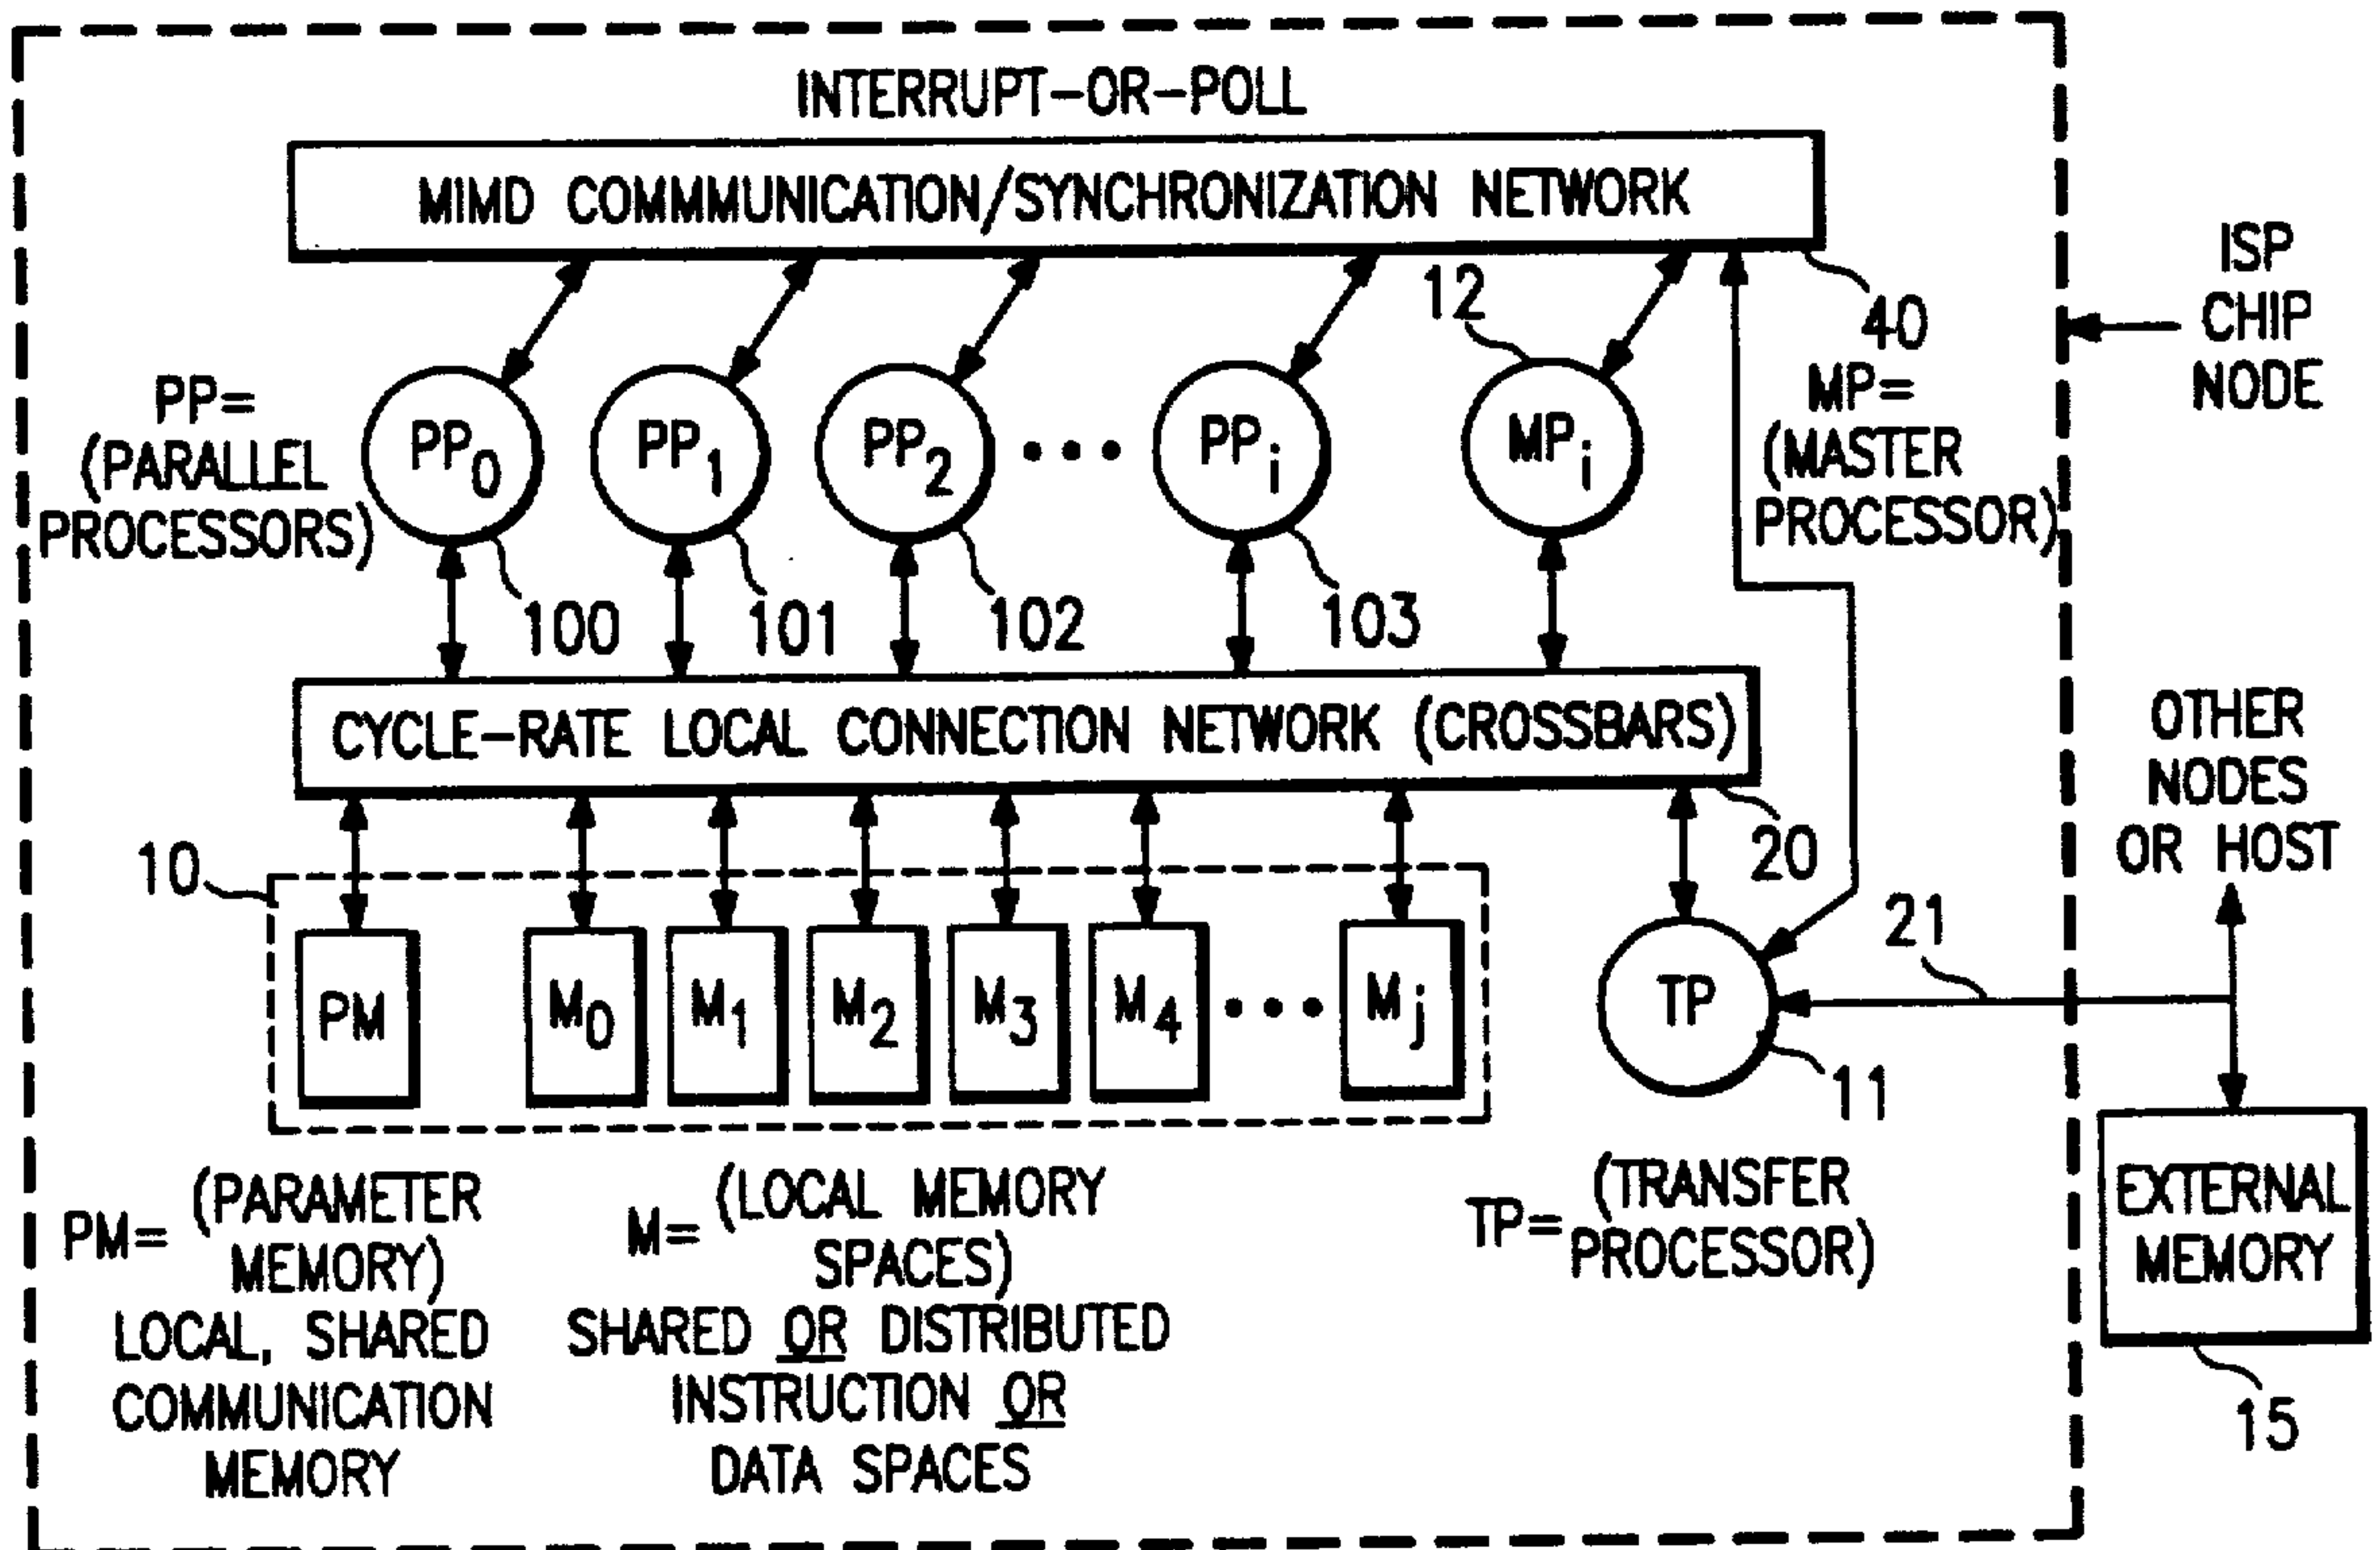 INTERRUPT-OR-POLL
MIMD COMMMUNICATION/SYNCHRONIZATION NETWORK
40
ISP
CHIP
NODE
12
PP=
(PARALLEL
PROCESSORS)
PP0
PP1
PP2
PPi
MPi
MP=
(MASTER
PROCESSOR)
100
101
102
103
CYCLE-RATE LOCAL CONNECTION NETWORK (CROSSBARS)
20
OTHER
NODES
OR HOST
10
PM
M0
M1
M2
M3
M4
Mj
TP
21
11
PM= (PARAMETER
MEMORY)
LOCAL, SHARED
COMMUNICATION
MEMORY
M= (LOCAL MEMORY
SPACES)
SHARED OR DISTRIBUTED
INSTRUCTION OR
DATA SPACES
TP= (TRANSFER
PROCESSOR)
EXTERNAL
MEMORY
15